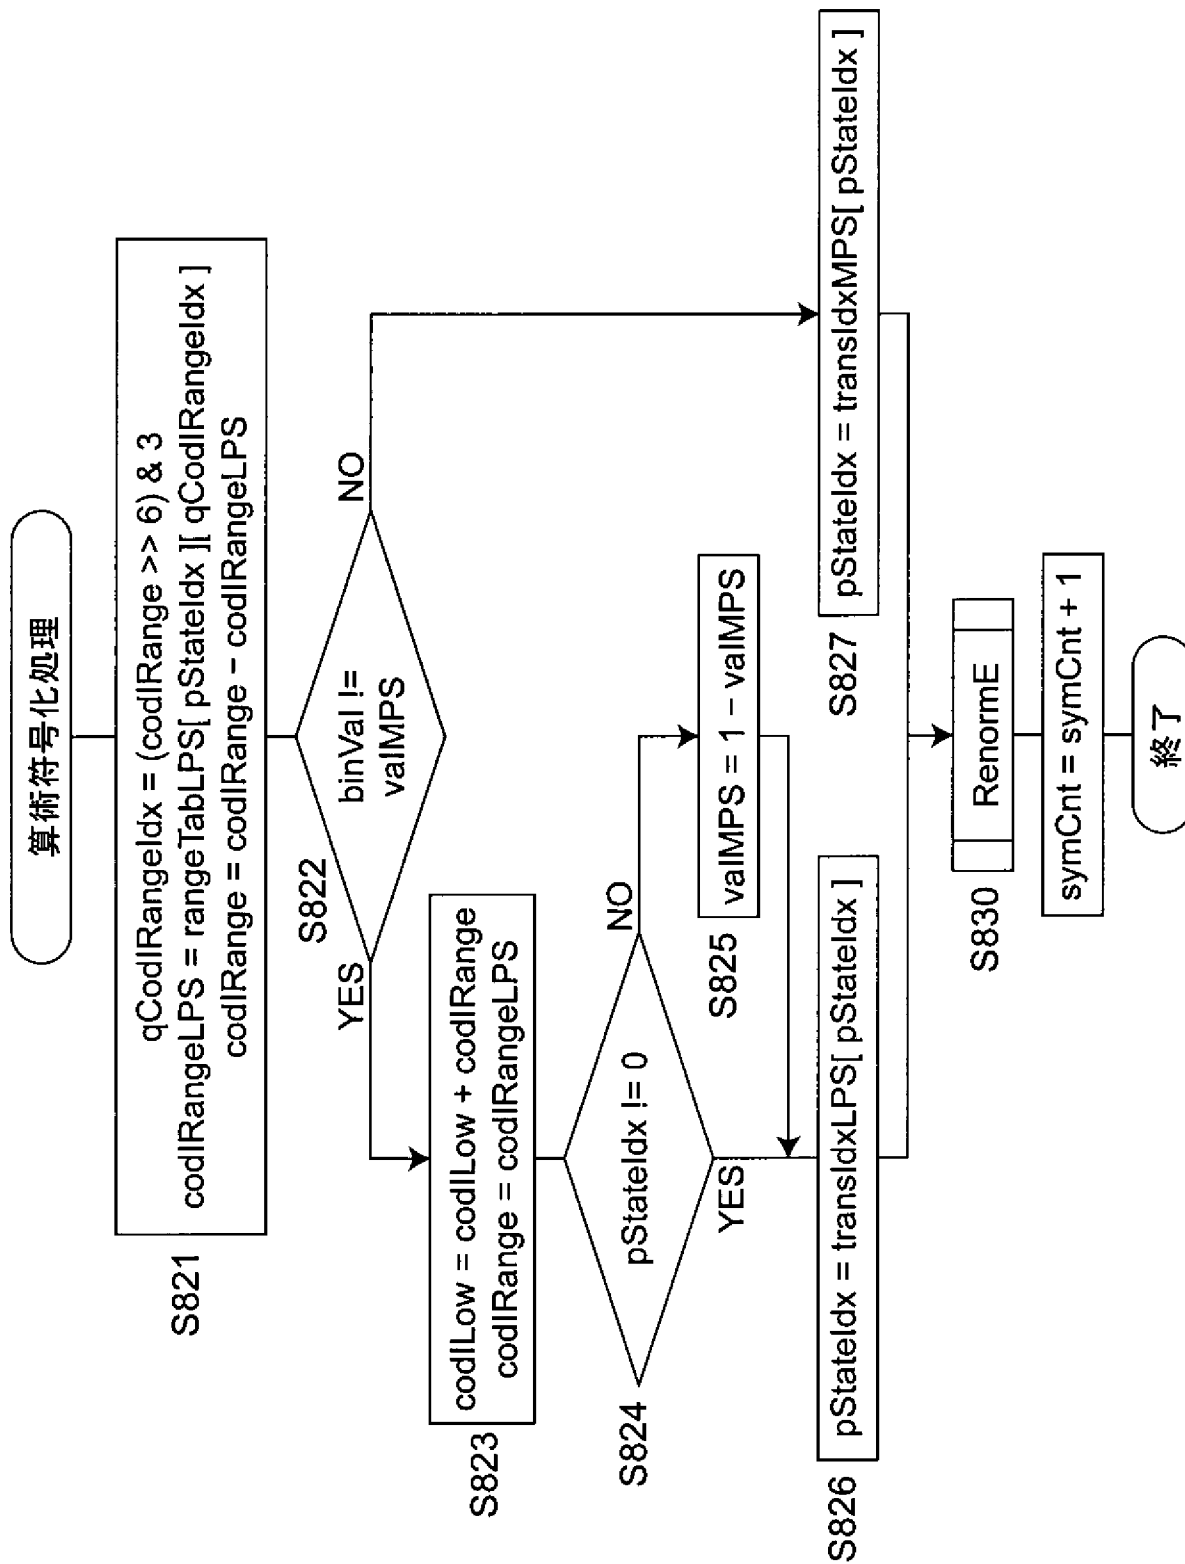 算術符号化処理
S821
qCodIRangeIdx = (codIRange >> 6) & 3
codIRangeLPS = rangeTabLPS[ pStateIdx ][ qCodIRangeIdx ]
codIRange = codIRange − codIRangeLPS
S822
binVal !=
valMPS
YES
NO
S823
codILow = codILow + codIRange
codIRange = codIRangeLPS
S824
pStateIdx != 0
NO
YES
S825
valMPS = 1 − valMPS
S826
pStateIdx = transIdxLPS[ pStateIdx ]
S827
pStateIdx = transIdxMPS[ pStateIdx ]
S830
RenormE
symCnt = symCnt + 1
終了